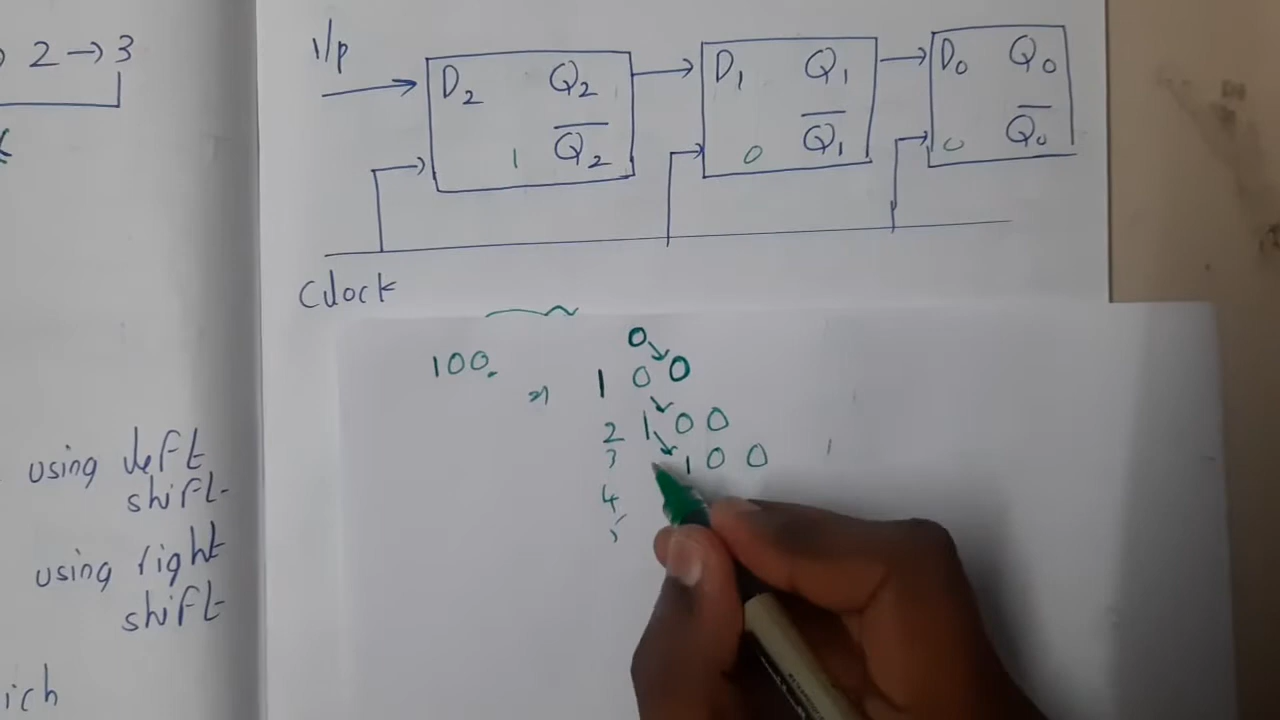 2 → 3
i/p
D₂ Q₂
Q̅₂
1
D₁ Q₁
Q̅₁
0
D₀ Q₀
Q̅₀
0
Clock
100.
0
1 0 0
2 1 0 0
3 1 0 0
4
5
using left
shift-
using right
shift
ich